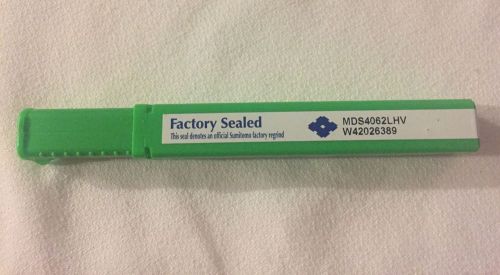 Factory Sealed
This seal denotes an official Sumitomo factory regrind
MDS4062LHV
W42026389